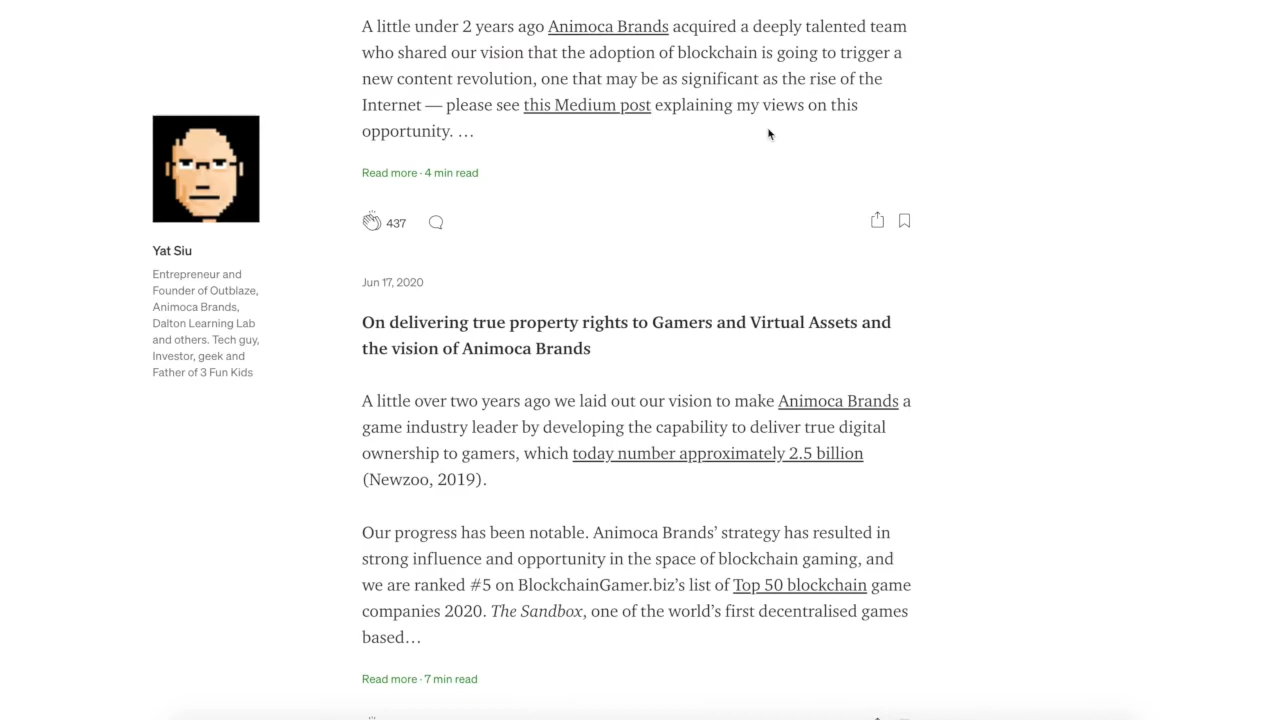 A little under 2 years ago Animoca Brands acquired a deeply talented team
who shared our vision that the adoption of blockchain is going to trigger a
new content revolution, one that may be as significant as the rise of the
Internet — please see this Medium post explaining my views on this
opportunity. …
Read more · 4 min read
437
Yat Siu
Entrepreneur and
Founder of Outblaze,
Animoca Brands,
Dalton Learning Lab
and others. Tech guy,
Investor, geek and
Father of 3 Fun Kids
Jun 17, 2020
On delivering true property rights to Gamers and Virtual Assets and
the vision of Animoca Brands
A little over two years ago we laid out our vision to make Animoca Brands a
game industry leader by developing the capability to deliver true digital
ownership to gamers, which today number approximately 2.5 billion
(Newzoo, 2019).
Our progress has been notable. Animoca Brands’ strategy has resulted in
strong influence and opportunity in the space of blockchain gaming, and
we are ranked #5 on BlockchainGamer.biz’s list of Top 50 blockchain game
companies 2020. The Sandbox, one of the world’s first decentralised games
based…
Read more · 7 min read